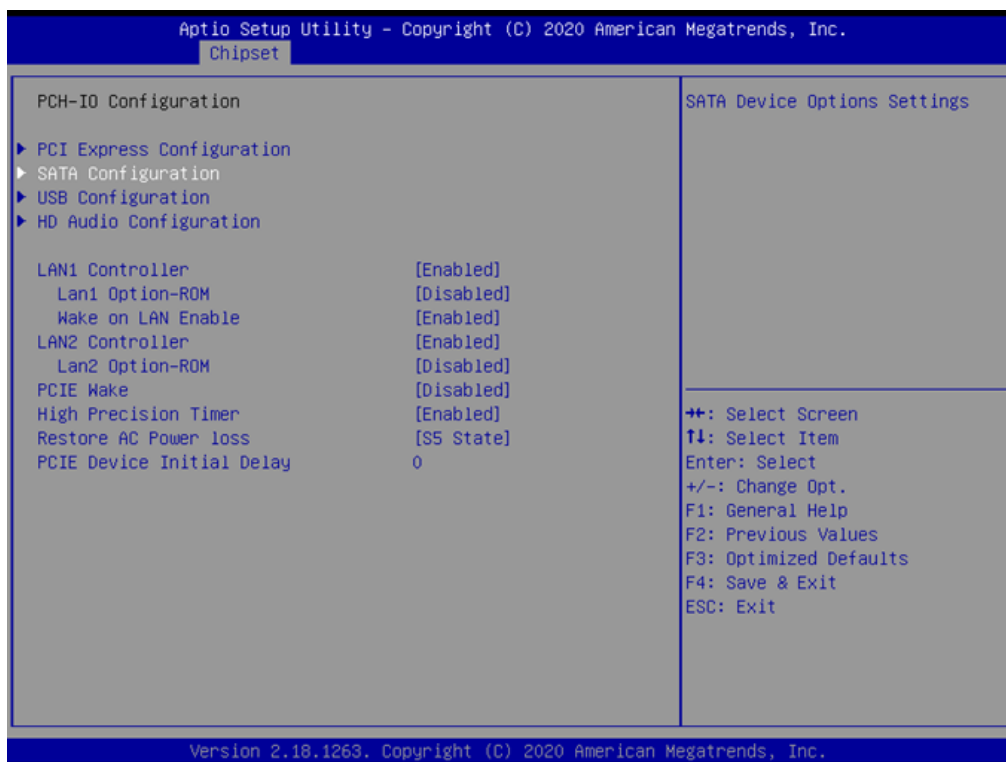 Aptio Setup Utility – Copyright (C) 2020 American Megatrends, Inc.
Chipset
PCH-IO Configuration
PCI Express Configuration
SATA Configuration
USB Configuration
HD Audio Configuration
LAN1 Controller [Enabled]
Lan1 Option-ROM [Disabled]
Wake on LAN Enable [Enabled]
LAN2 Controller [Enabled]
Lan2 Option-ROM [Disabled]
PCIE Wake [Disabled]
High Precision Timer [Enabled]
Restore AC Power loss [S5 State]
PCIE Device Initial Delay 0
SATA Device Options Settings
→←: Select Screen
↑↓: Select Item
Enter: Select
+/-: Change Opt.
F1: General Help
F2: Previous Values
F3: Optimized Defaults
F4: Save & Exit
ESC: Exit
Version 2.18.1263. Copyright (C) 2020 American Megatrends, Inc.